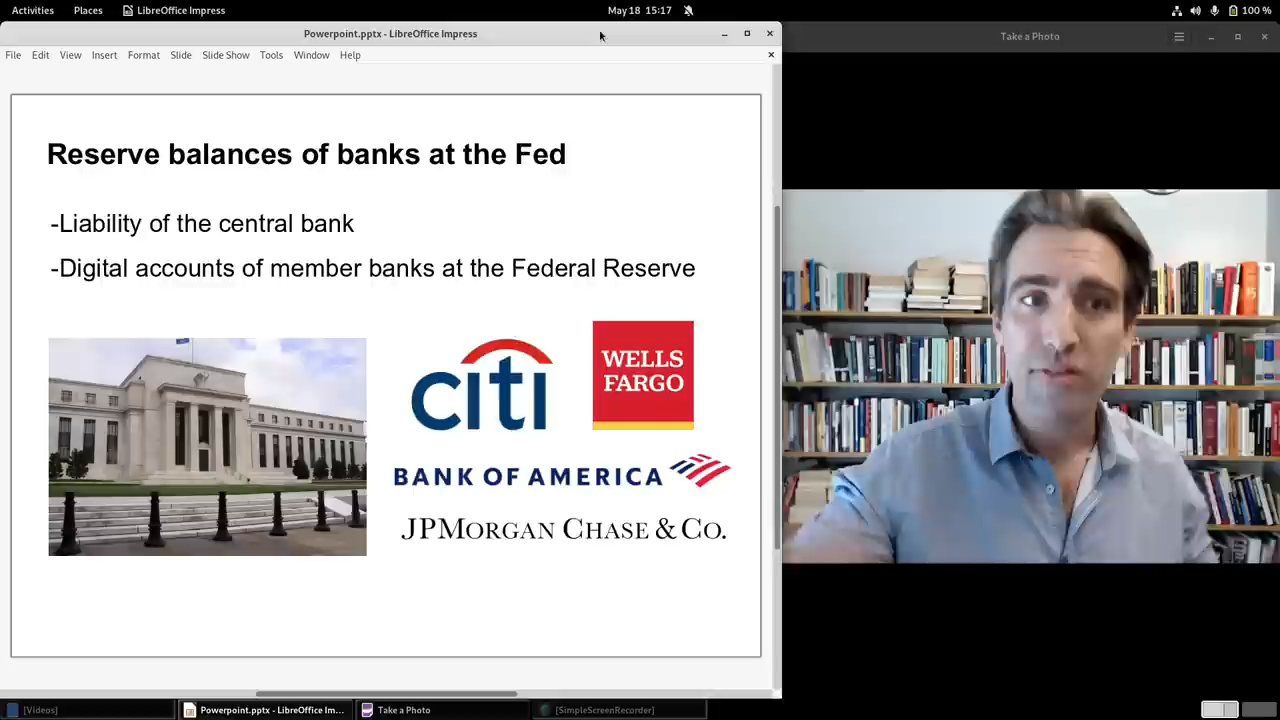 Activities Places LibreOffice Impress May 18 15:17 100 %
Powerpoint.pptx - LibreOffice Impress
File Edit View Insert Format Slide Slide Show Tools Window Help
Reserve balances of banks at the Fed
-Liability of the central bank
-Digital accounts of member banks at the Federal Reserve
citi
WELLS
FARGO
BANK OF AMERICA
JPMORGAN CHASE & CO.
Take a Photo
[Videos] Powerpoint.pptx - LibreOffice Im... Take a Photo [SimpleScreenRecorder]